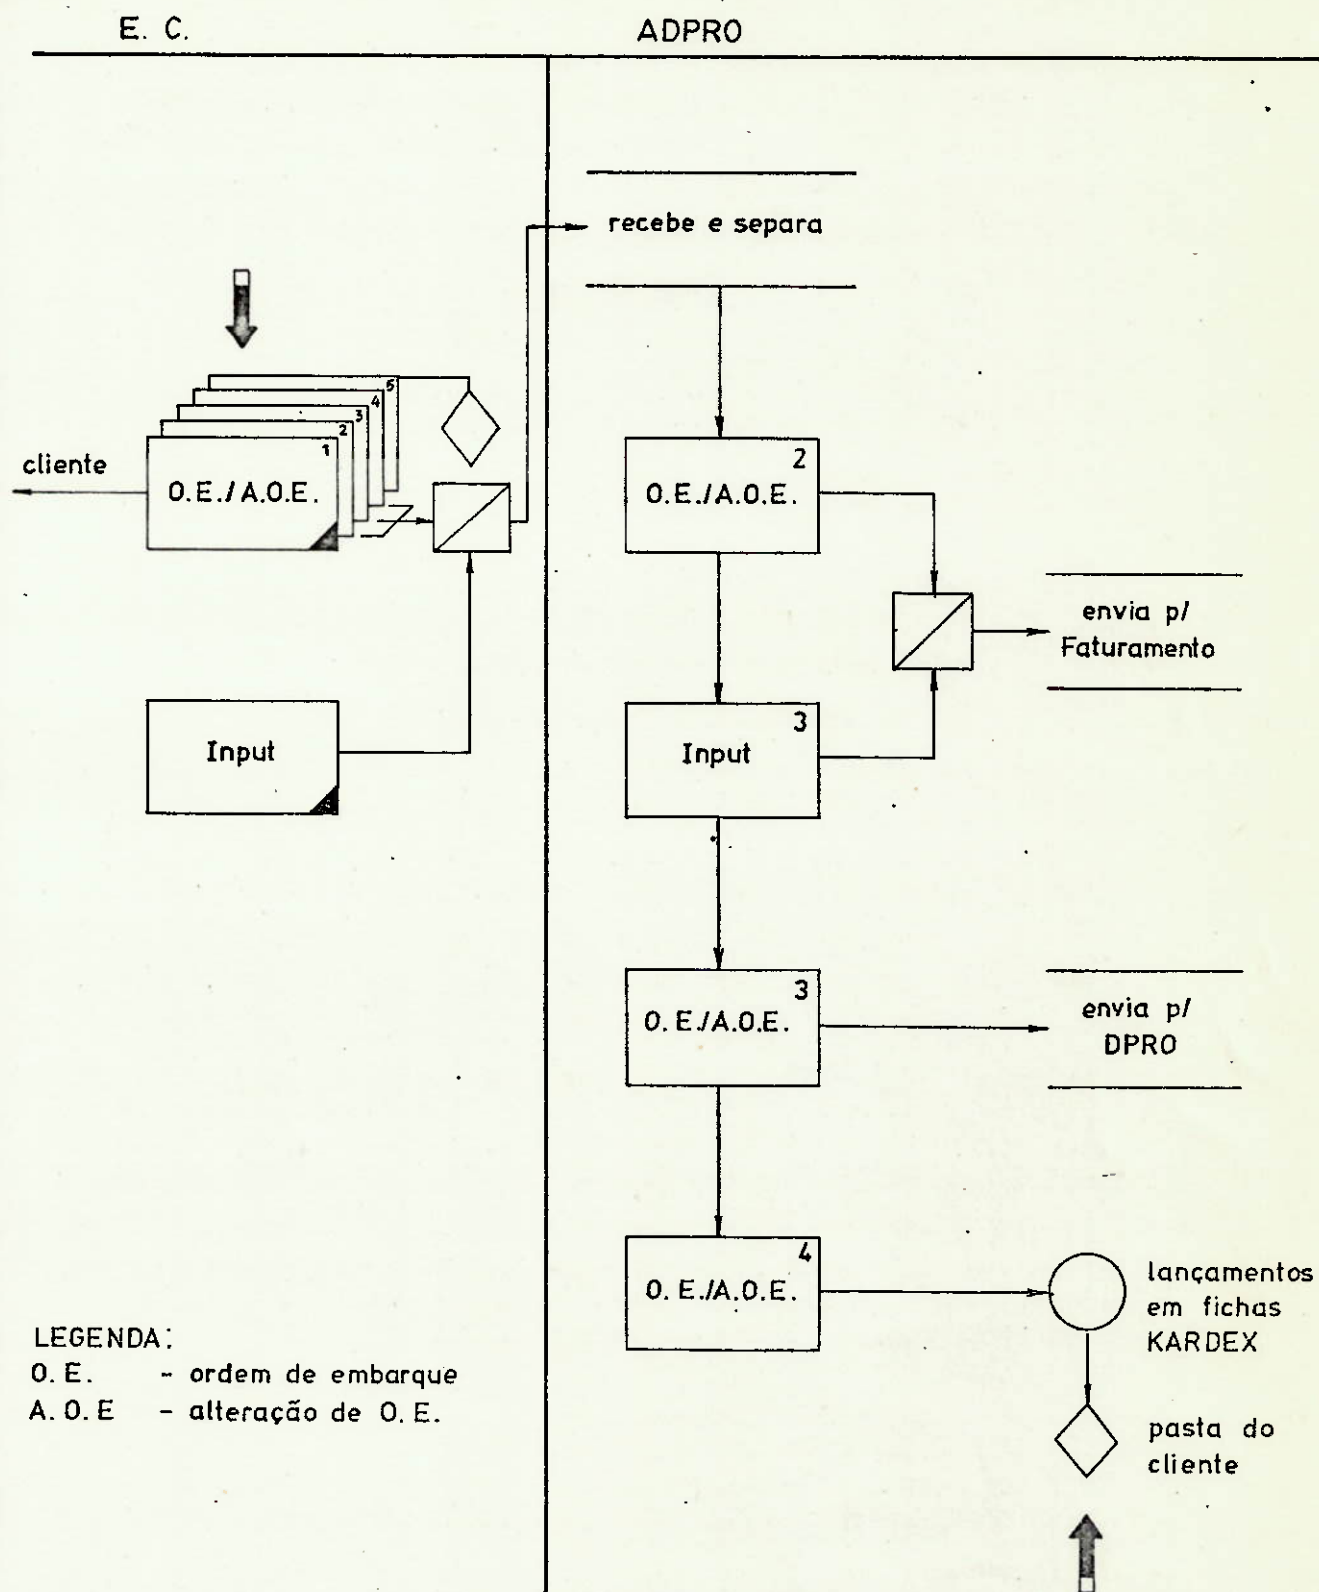 E. C.
ADPRO
recebe e separa
5
4
3
2
1
cliente
O.E./A.O.E.
2
O.E./A.O.E.
envia p/
Faturamento
Input
3
Input
3
O.E./A.O.E.
envia p/
DPRO
4
O.E./A.O.E.
lançamentos
em fichas
KARDEX
pasta do
cliente
LEGENDA:
O.E. - ordem de embarque
A.O.E - alteração de O.E.